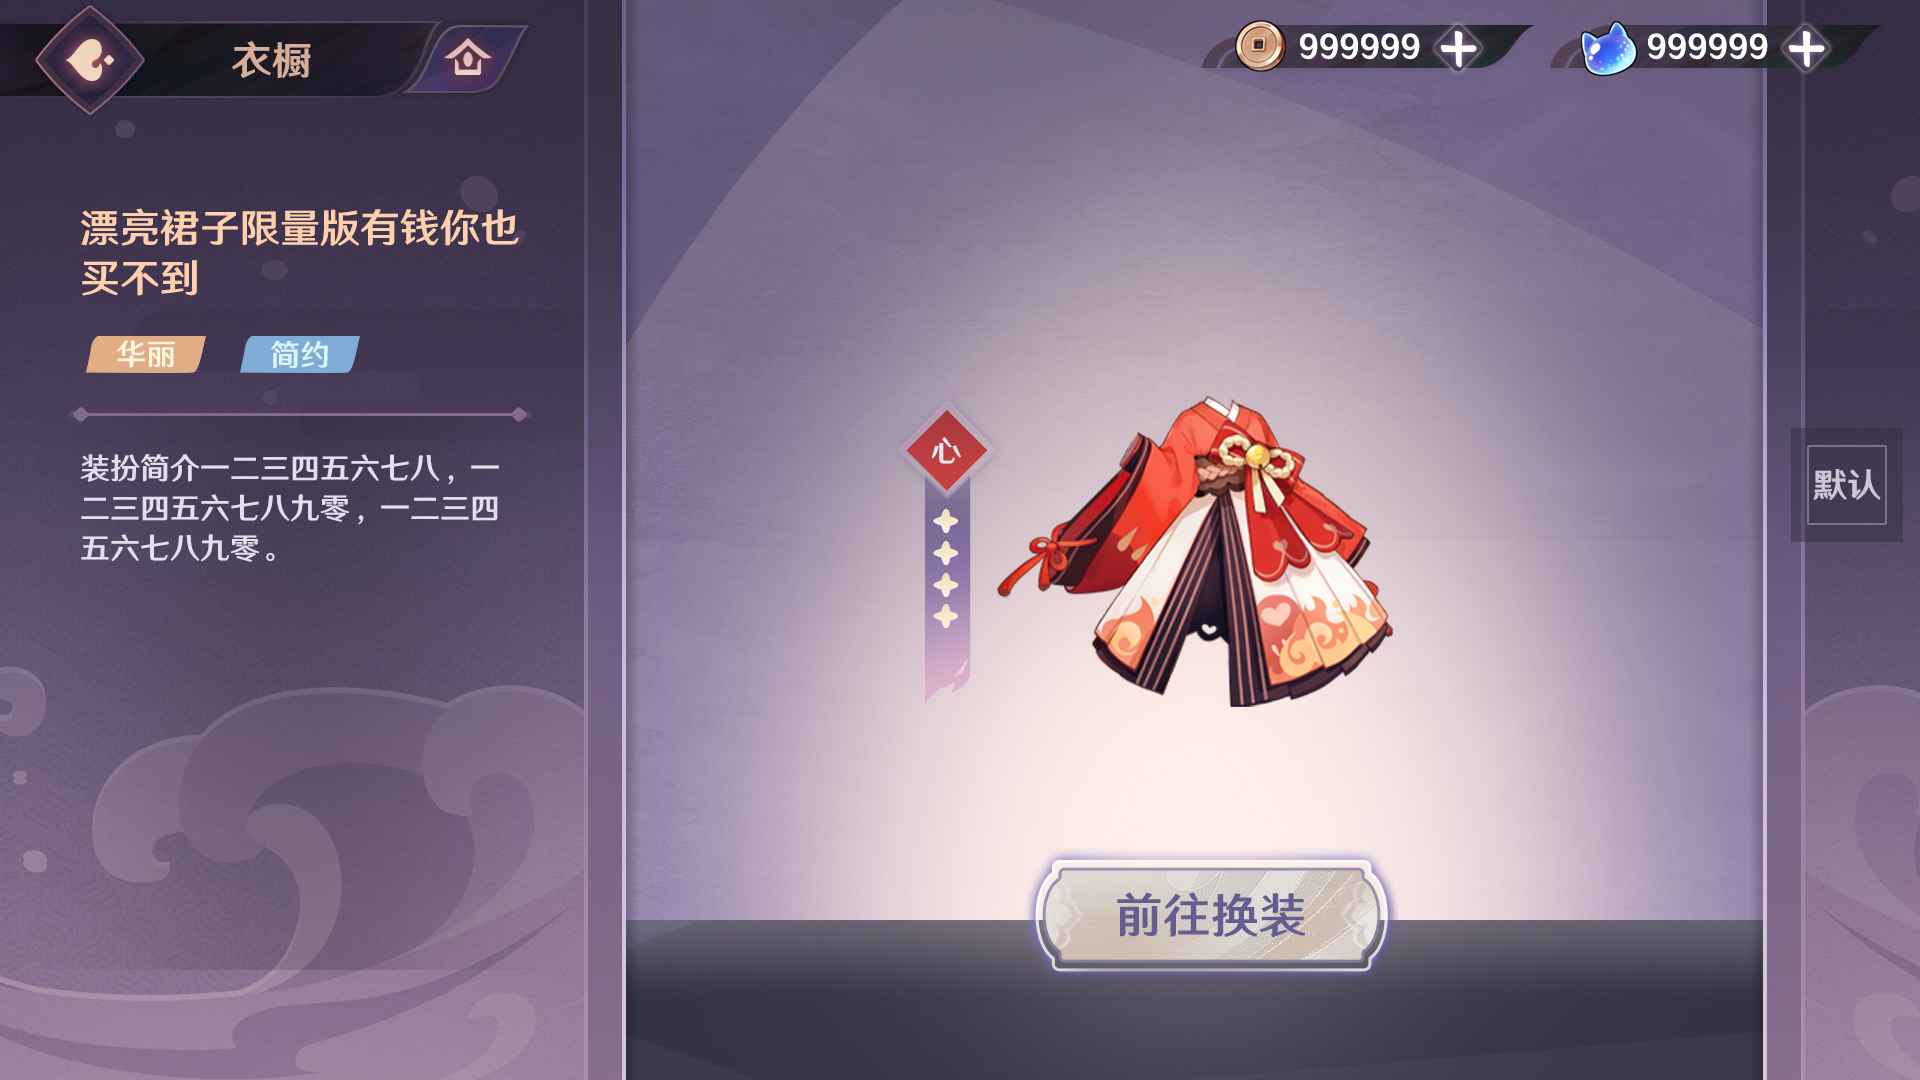 衣橱
999999
999999
漂亮裙子限量版有钱你也
买不到
华丽
简约
装扮简介一二三四五六七八，一
二三四五六七八九零，一二三四
五六七八九零。
心
默认
前往换装